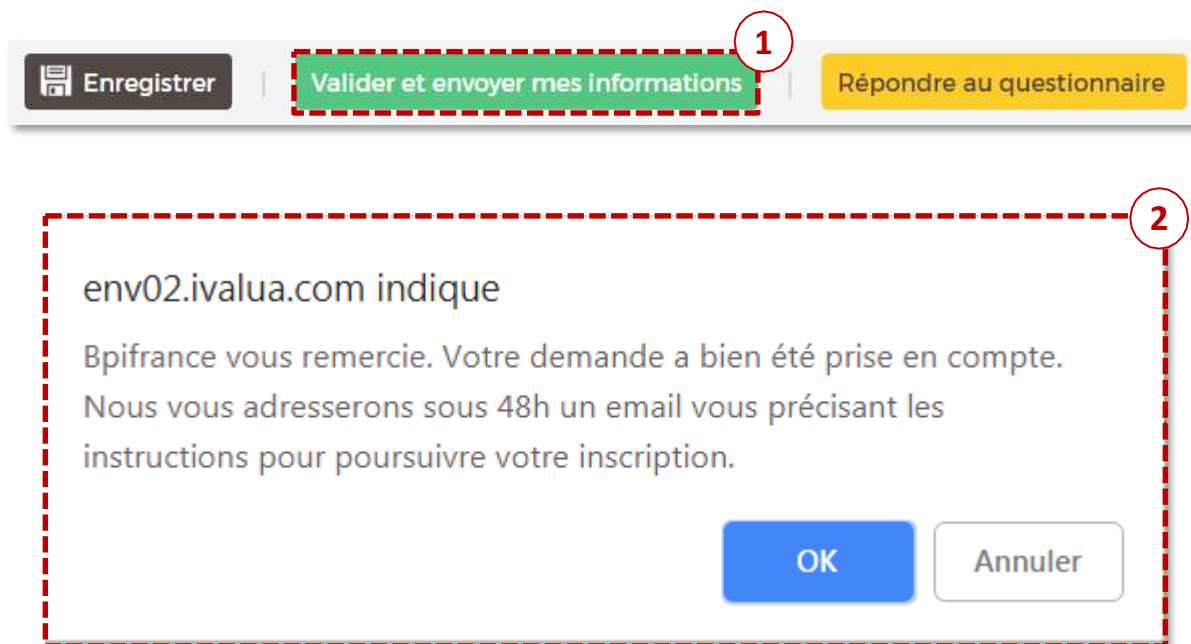 1
Enregistrer | Valider et envoyer mes informations | Répondre au questionnaire
2
env02.ivalua.com indique
Bpifrance vous remercie. Votre demande a bien été prise en compte.
Nous vous adresserons sous 48h un email vous précisant les
instructions pour poursuivre votre inscription.
OK Annuler